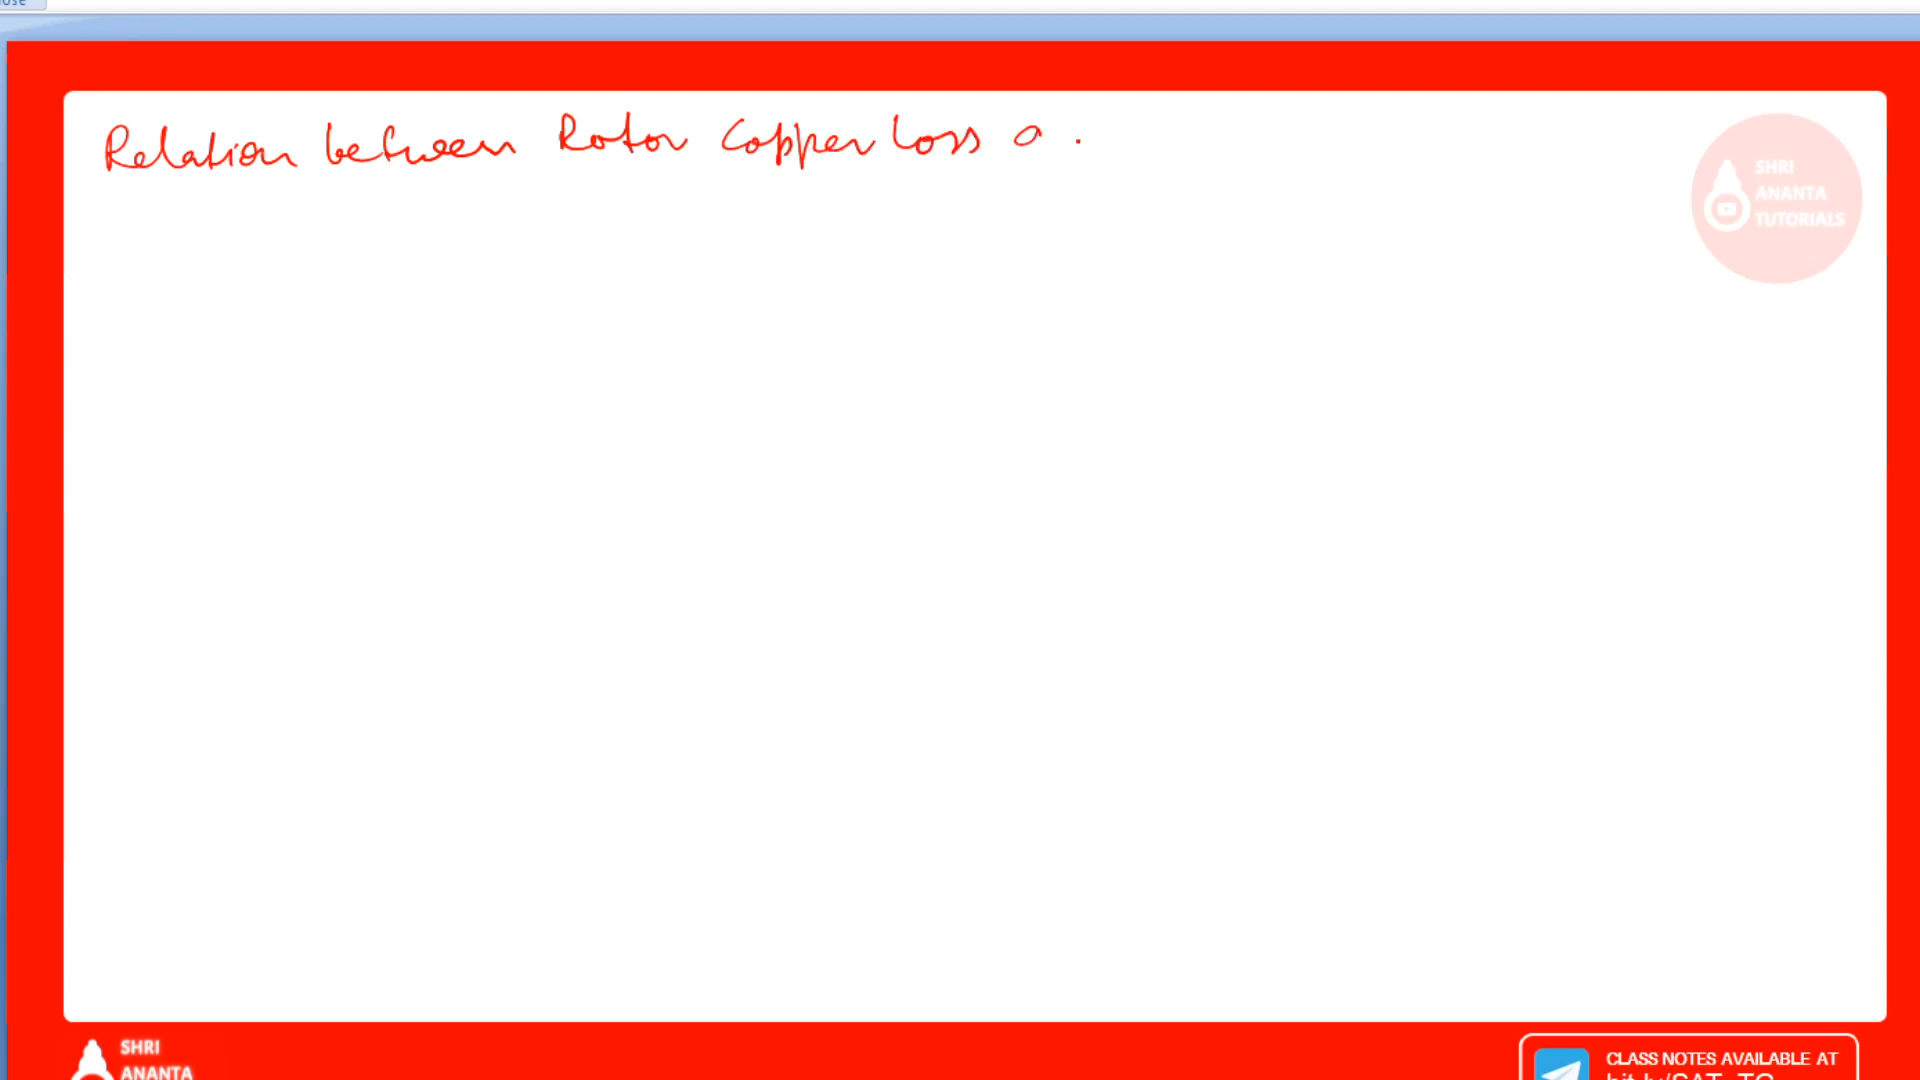 Relation between Rotor Copper Loss a
SHRI
ANANTA
TUTORIALS
SHRI
ANANTA
CLASS NOTES AVAILABLE AT